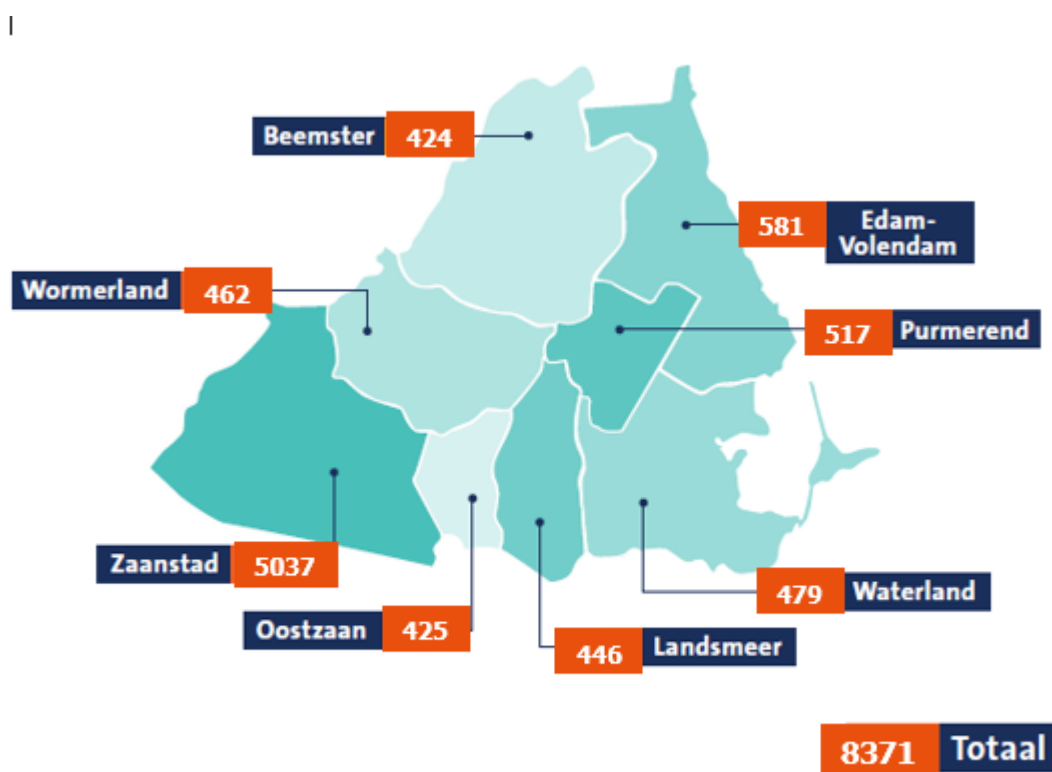 I
Beemster 424
581 Edam-
Volendam
Wormerland 462
517 Purmerend
Zaanstad 5037
479 Waterland
Oostzaan 425
446 Landsmeer
8371 Totaal